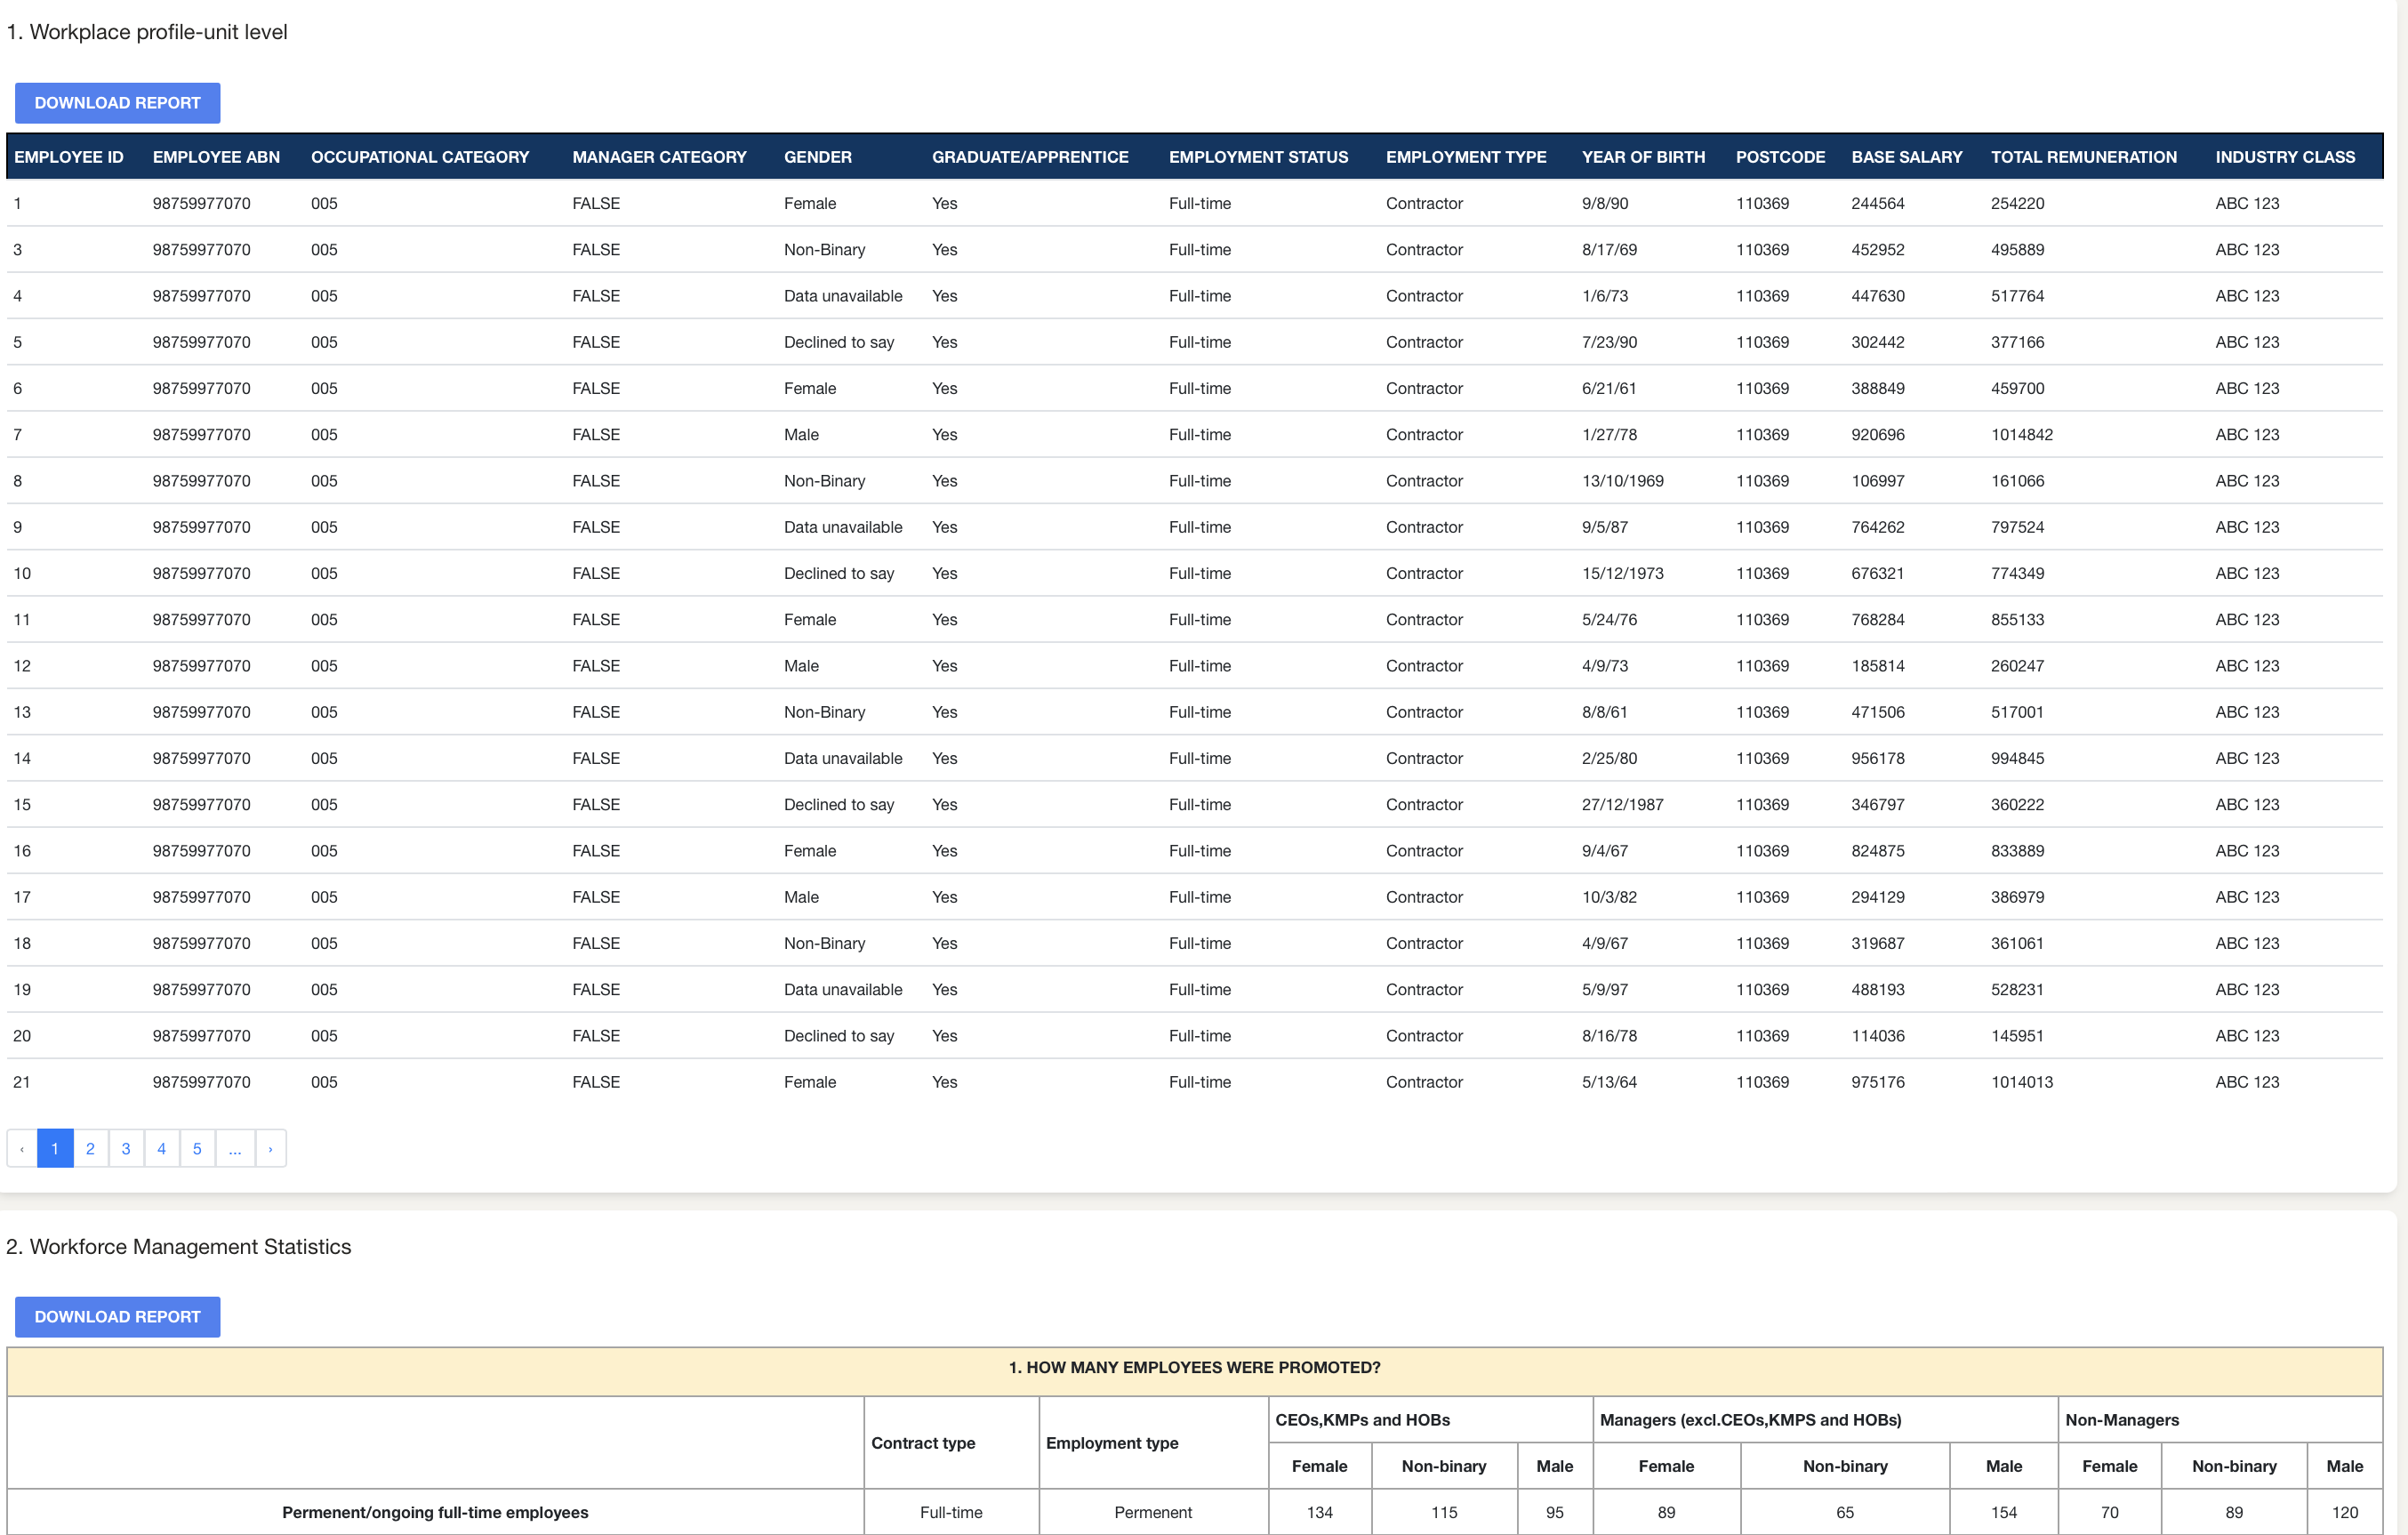 1. Workplace profile-unit level
DOWNLOAD REPORT
EMPLOYEE ID EMPLOYEE ABN OCCUPATIONAL CATEGORY MANAGER CATEGORY GENDER GRADUATE/APPRENTICE EMPLOYMENT STATUS EMPLOYMENT TYPE YEAR OF BIRTH POSTCODE BASE SALARY TOTAL REMUNERATION INDUSTRY CLASS
1 98759977070 005 FALSE Female Yes Full-time Contractor 9/8/90 110369 244564 254220 ABC 123
3 98759977070 005 FALSE Non-Binary Yes Full-time Contractor 8/17/69 110369 452952 495889 ABC 123
4 98759977070 005 FALSE Data unavailable Yes Full-time Contractor 1/6/73 110369 447630 517764 ABC 123
5 98759977070 005 FALSE Declined to say Yes Full-time Contractor 7/23/90 110369 302442 377166 ABC 123
6 98759977070 005 FALSE Female Yes Full-time Contractor 6/21/61 110369 388849 459700 ABC 123
7 98759977070 005 FALSE Male Yes Full-time Contractor 1/27/78 110369 920696 1014842 ABC 123
8 98759977070 005 FALSE Non-Binary Yes Full-time Contractor 13/10/1969 110369 106997 161066 ABC 123
9 98759977070 005 FALSE Data unavailable Yes Full-time Contractor 9/5/87 110369 764262 797524 ABC 123
10 98759977070 005 FALSE Declined to say Yes Full-time Contractor 15/12/1973 110369 676321 774349 ABC 123
11 98759977070 005 FALSE Female Yes Full-time Contractor 5/24/76 110369 768284 855133 ABC 123
12 98759977070 005 FALSE Male Yes Full-time Contractor 4/9/73 110369 185814 260247 ABC 123
13 98759977070 005 FALSE Non-Binary Yes Full-time Contractor 8/8/61 110369 471506 517001 ABC 123
14 98759977070 005 FALSE Data unavailable Yes Full-time Contractor 2/25/80 110369 956178 994845 ABC 123
15 98759977070 005 FALSE Declined to say Yes Full-time Contractor 27/12/1987 110369 346797 360222 ABC 123
16 98759977070 005 FALSE Female Yes Full-time Contractor 9/4/67 110369 824875 833889 ABC 123
17 98759977070 005 FALSE Male Yes Full-time Contractor 10/3/82 110369 294129 386979 ABC 123
18 98759977070 005 FALSE Non-Binary Yes Full-time Contractor 4/9/67 110369 319687 361061 ABC 123
19 98759977070 005 FALSE Data unavailable Yes Full-time Contractor 5/9/97 110369 488193 528231 ABC 123
20 98759977070 005 FALSE Declined to say Yes Full-time Contractor 8/16/78 110369 114036 145951 ABC 123
21 98759977070 005 FALSE Female Yes Full-time Contractor 5/13/64 110369 975176 1014013 ABC 123
‹ 1 2 3 4 5 ... ›
2. Workforce Management Statistics
DOWNLOAD REPORT
1. HOW MANY EMPLOYEES WERE PROMOTED?
Contract type Employment type CEOs,KMPs and HOBs Managers (excl.CEOs,KMPS and HOBs) Non-Managers
Female Non-binary Male Female Non-binary Male Female Non-binary Male
Permenent/ongoing full-time employees Full-time Permenent 134 115 95 89 65 154 70 89 120